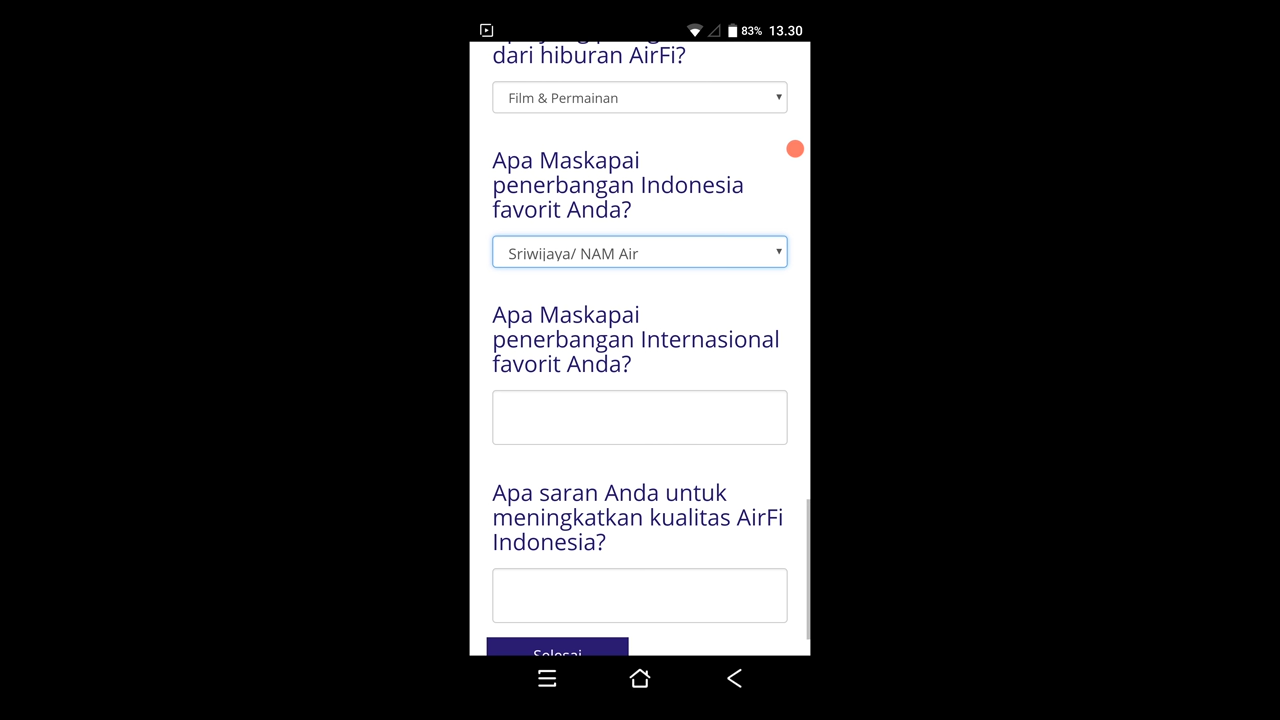 83% 13.30
dari hiburan AirFi?
Film & Permainan
Apa Maskapai
penerbangan Indonesia
favorit Anda?
Sriwijaya/ NAM Air
Apa Maskapai
penerbangan Internasional
favorit Anda?
Apa saran Anda untuk
meningkatkan kualitas AirFi
Indonesia?
Selesai